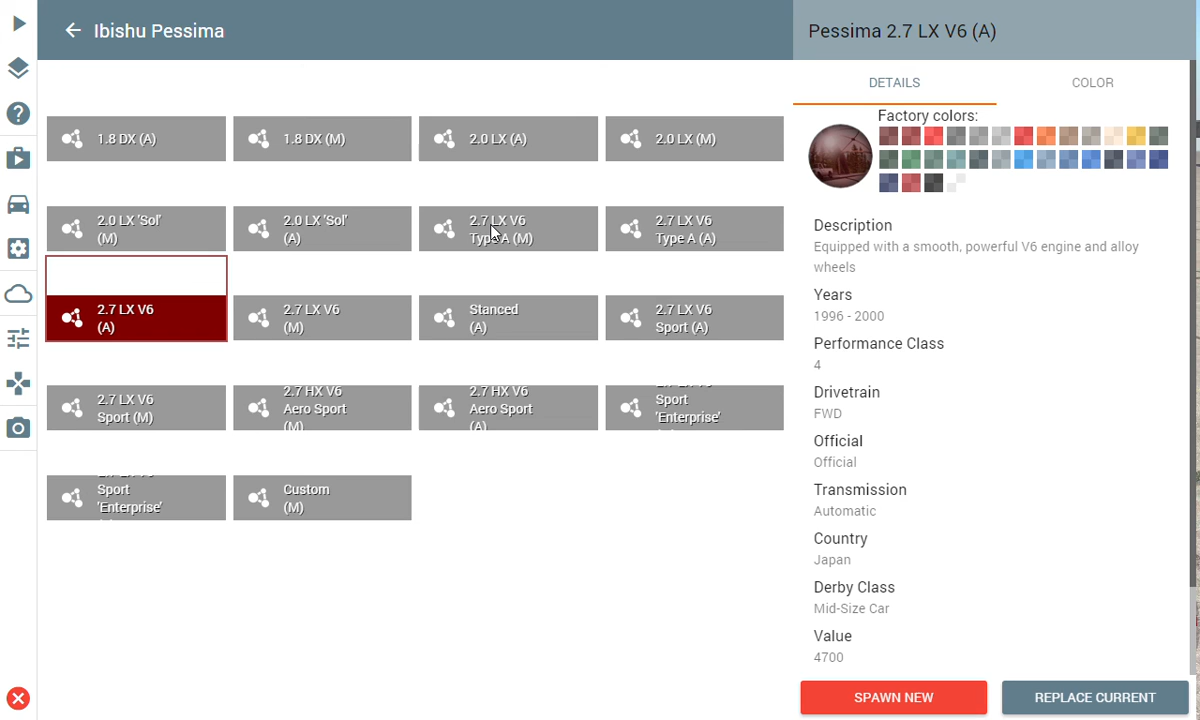 Ibishu Pessima
Pessima 2.7 LX V6 (A)
DETAILS
COLOR
Factory colors:
1.8 DX (A)
1.8 DX (M)
2.0 LX (A)
2.0 LX (M)
2.0 LX 'Sol'
(M)
2.0 LX 'Sol'
(A)
2.7 LX V6
Type A (M)
2.7 LX V6
Type A (A)
2.7 LX V6
(A)
2.7 LX V6
(M)
Stanced
(A)
2.7 LX V6
Sport (A)
2.7 LX V6
Sport (M)
2.7 HX V6
Aero Sport
(M)
2.7 HX V6
Aero Sport
(A)
Sport
'Enterprise'
Sport
'Enterprise'
Custom
(M)
Description
Equipped with a smooth, powerful V6 engine and alloy
wheels
Years
1996 - 2000
Performance Class
4
Drivetrain
FWD
Official
Official
Transmission
Automatic
Country
Japan
Derby Class
Mid-Size Car
Value
4700
SPAWN NEW
REPLACE CURRENT